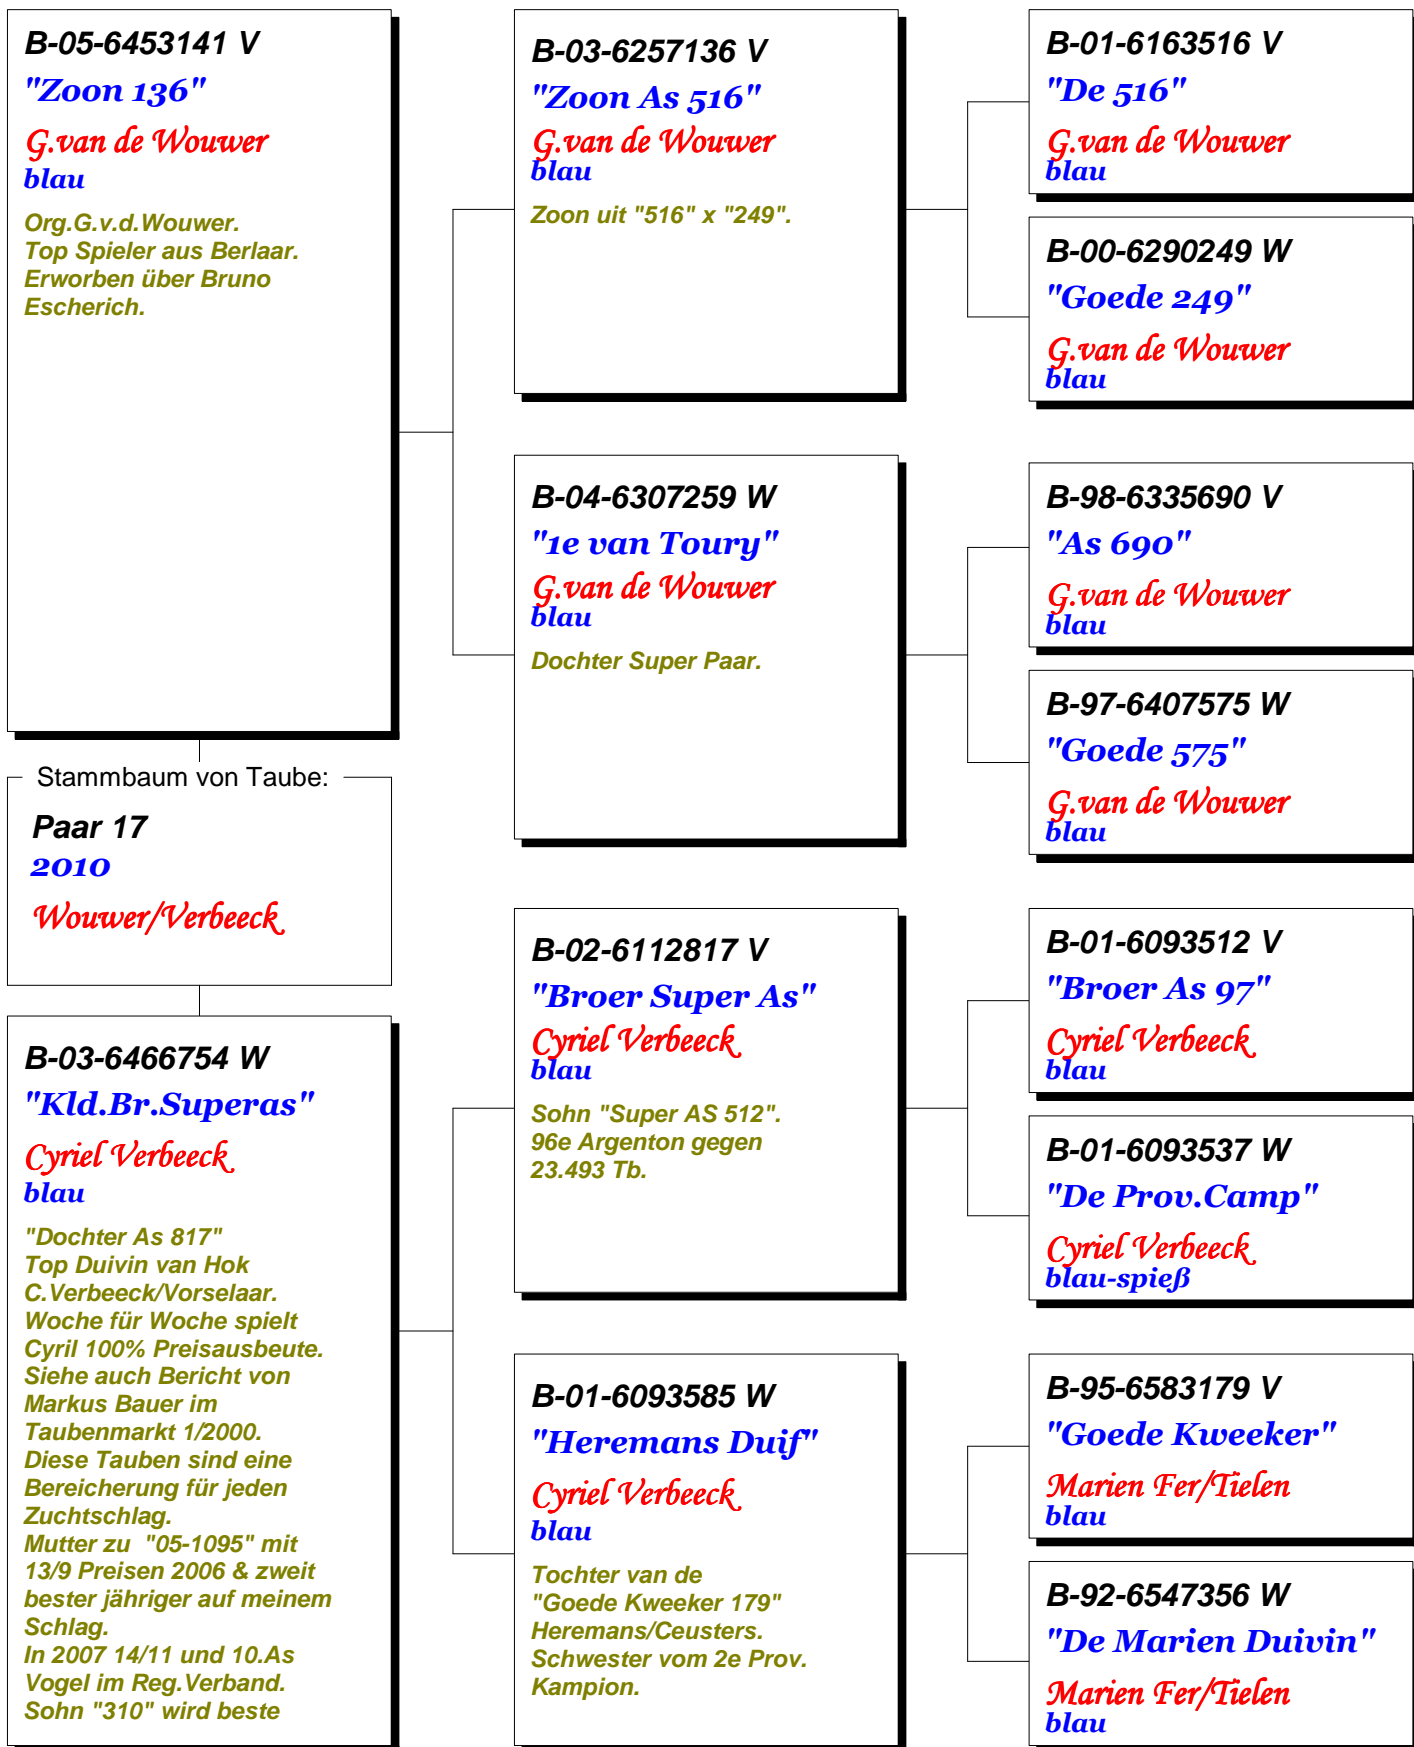 B-05-6453141 V
"Zoon 136"
G.van de Wouwer
blau
Org.G.v.d.Wouwer.
Top Spieler aus Berlaar.
Erworben über Bruno
Escherich.
Stammbaum von Taube:
Paar 17
2010
Wouwer/Verbeeck
B-03-6466754 W
"Kld.Br.Superas"
Cyriel Verbeeck
blau
"Dochter As 817"
Top Duivin van Hok
C.Verbeeck/Vorselaar.
Woche für Woche spielt
Cyril 100% Preisausbeute.
Siehe auch Bericht von
Markus Bauer im
Taubenmarkt 1/2000.
Diese Tauben sind eine
Bereicherung für jeden
Zuchtschlag.
Mutter zu "05-1095" mit
13/9 Preisen 2006 & zweit
bester jähriger auf meinem
Schlag.
In 2007 14/11 und 10.As
Vogel im Reg.Verband.
Sohn "310" wird beste
B-03-6257136 V
"Zoon As 516"
G.van de Wouwer
blau
Zoon uit "516" x "249".
B-04-6307259 W
"1e van Toury"
G.van de Wouwer
blau
Dochter Super Paar.
B-02-6112817 V
"Broer Super As"
Cyriel Verbeeck
blau
Sohn "Super AS 512".
96e Argenton gegen
23.493 Tb.
B-01-6093585 W
"Heremans Duif"
Cyriel Verbeeck
blau
Tochter van de
"Goede Kweeker 179"
Heremans/Ceusters.
Schwester vom 2e Prov.
Kampion.
B-01-6163516 V
"De 516"
G.van de Wouwer
blau
B-00-6290249 W
"Goede 249"
G.van de Wouwer
blau
B-98-6335690 V
"As 690"
G.van de Wouwer
blau
B-97-6407575 W
"Goede 575"
G.van de Wouwer
blau
B-01-6093512 V
"Broer As 97"
Cyriel Verbeeck
blau
B-01-6093537 W
"De Prov.Camp"
Cyriel Verbeeck
blau-spieß
B-95-6583179 V
"Goede Kweeker"
Marien Fer/Tielen
blau
B-92-6547356 W
"De Marien Duivin"
Marien Fer/Tielen
blau